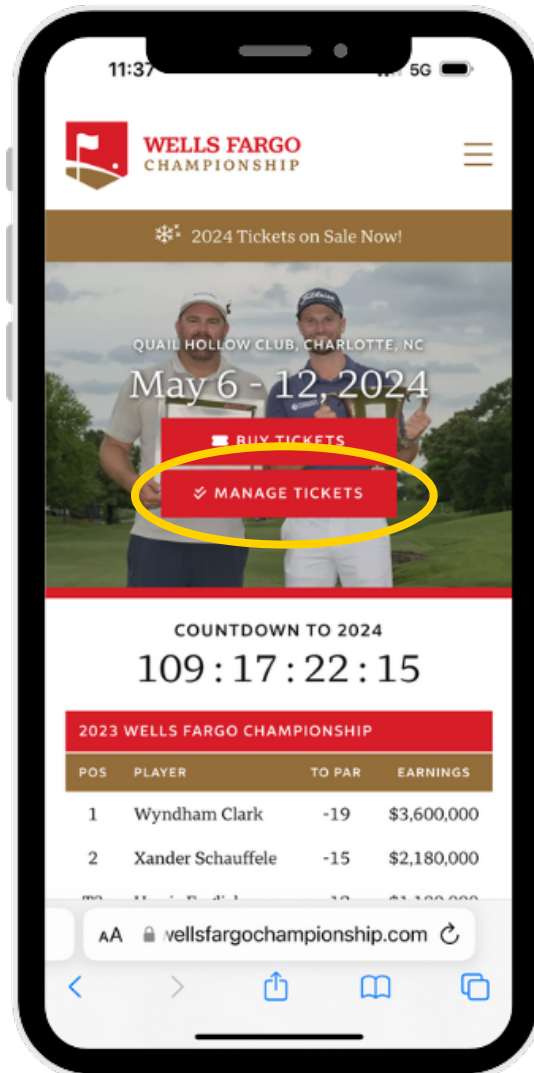 11:37 5G
WELLS FARGO
CHAMPIONSHIP
2024 Tickets on Sale Now!
QUAIL HOLLOW CLUB, CHARLOTTE, NC
May 6 - 12, 2024
BUY TICKETS
MANAGE TICKETS
COUNTDOWN TO 2024
109 : 17 : 22 : 15
2023 WELLS FARGO CHAMPIONSHIP
POS PLAYER TO PAR EARNINGS
1 Wyndham Clark -19 $3,600,000
2 Xander Schauffele -15 $2,180,000
AA vellsfargochampionship.com